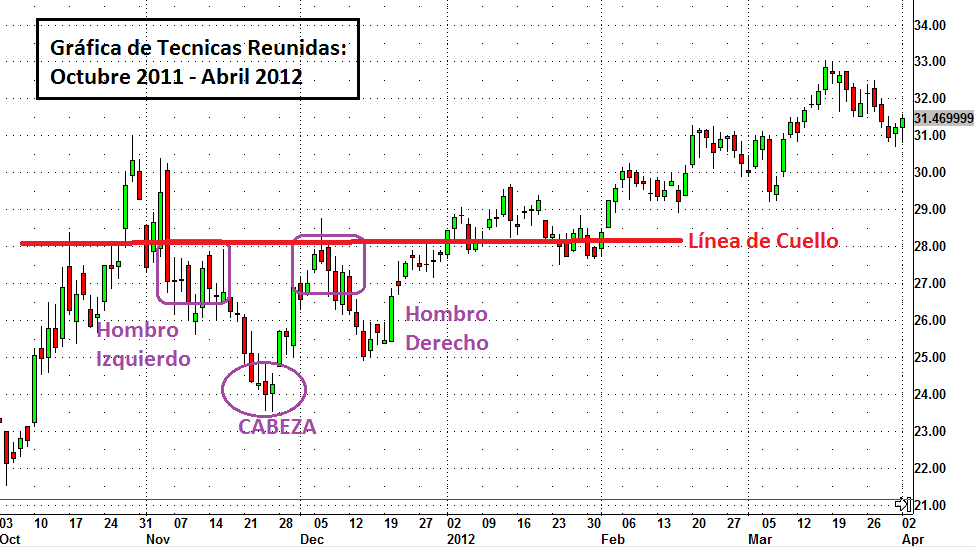 Gráfica de Tecnicas Reunidas:
Octubre 2011 - Abril 2012
34.00
33.00
32.00
31.469999
31.00
30.00
29.00
Línea de Cuello
28.00
27.00
Hombro
Izquierdo
Hombro
Derecho
26.00
25.00
24.00
CABEZA
23.00
22.00
21.00
03 10 17 24 31 07 14 21 28 05 12 19 27 02 09 16 23 30 06 13 20 27 05 12 19 26 02
Oct Nov Dec 2012 Feb Mar Apr